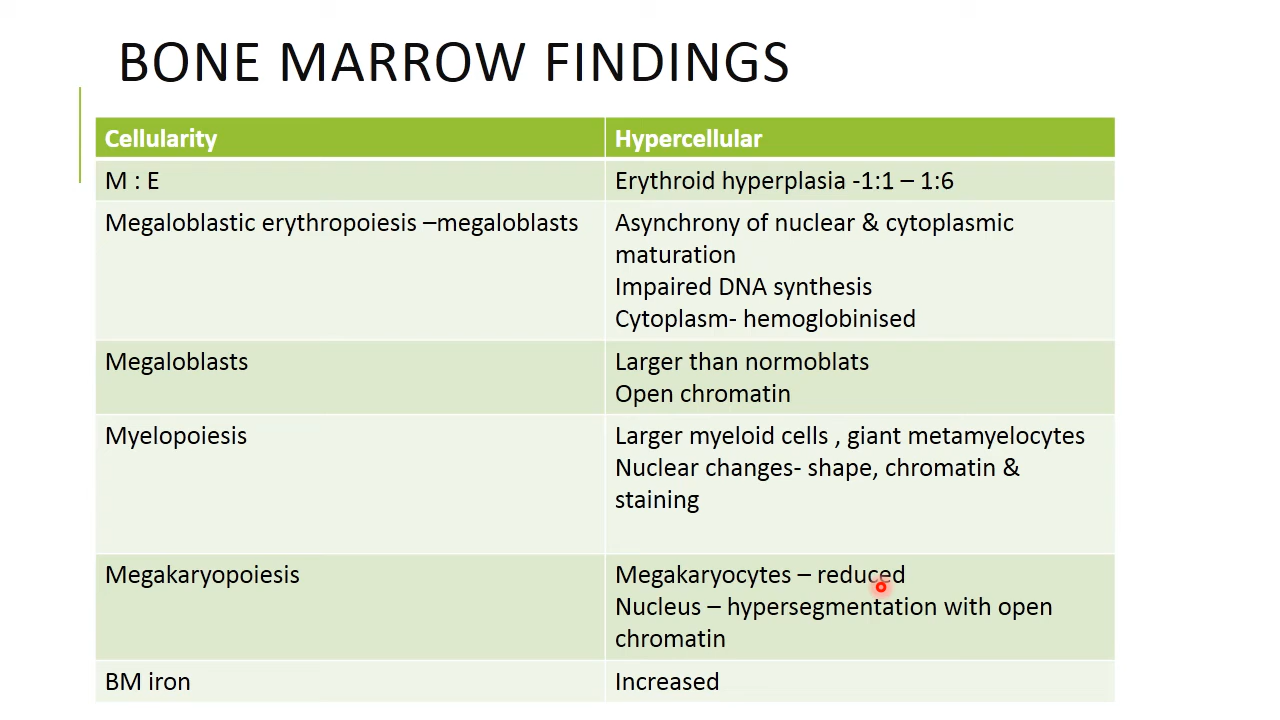 BONE MARROW FINDINGS
Cellularity
Hypercellular
M : E
Erythroid hyperplasia -1:1 – 1:6
Megaloblastic erythropoiesis –megaloblasts
Asynchrony of nuclear & cytoplasmic
maturation
Impaired DNA synthesis
Cytoplasm- hemoglobinised
Megaloblasts
Larger than normoblats
Open chromatin
Myelopoiesis
Larger myeloid cells , giant metamyelocytes
Nuclear changes- shape, chromatin &
staining
Megakaryopoiesis
Megakaryocytes – reduced
Nucleus – hypersegmentation with open
chromatin
BM iron
Increased